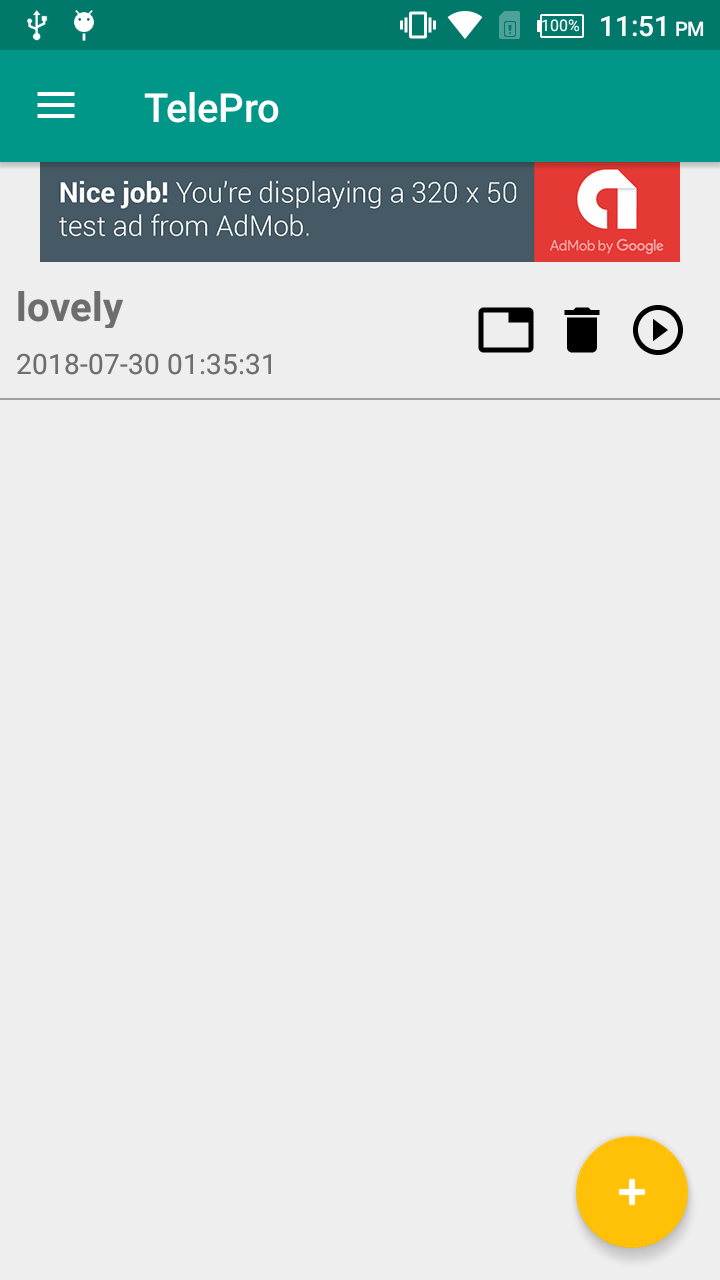 100%
11:51 PM
TelePro
Nice job! You're displaying a 320 x 50
test ad from AdMob.
AdMob by Google
lovely
2018-07-30 01:35:31